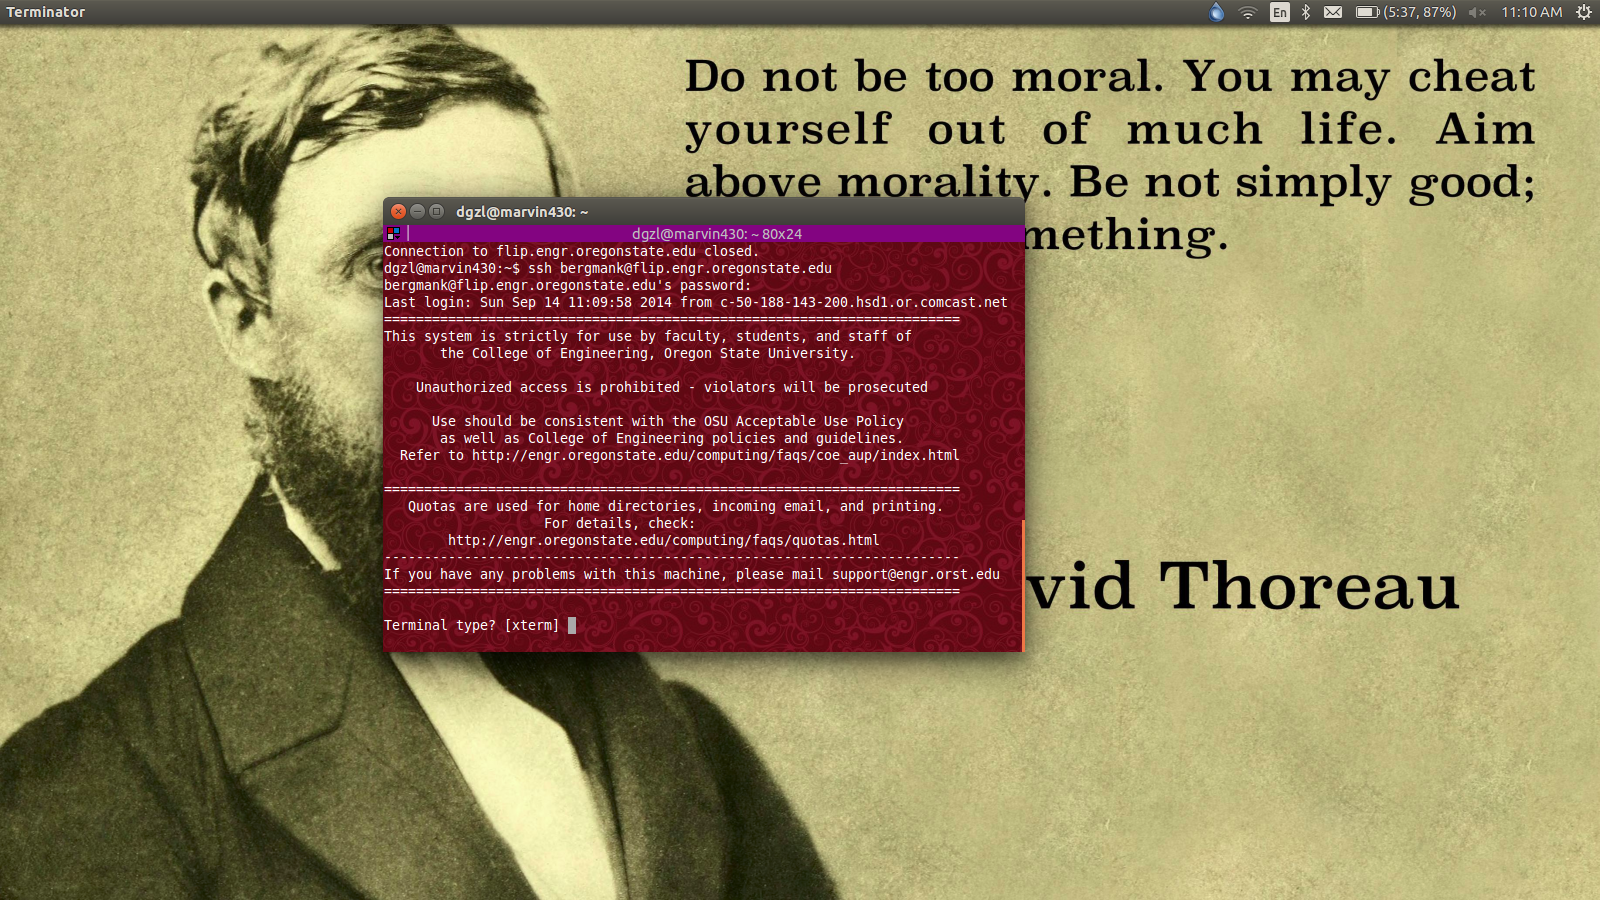 Terminator
En
(5:37, 87%)
11:10 AM
Do not be too moral. You may cheat
yourself out of much life. Aim
above morality. Be not simply good;
mething.
dgzl@marvin430: ~
dgzl@marvin430: ~ 80x24
Connection to flip.engr.oregonstate.edu closed.
dgzl@marvin430:~$ ssh bergmank@flip.engr.oregonstate.edu
bergmank@flip.engr.oregonstate.edu's password:
Last login: Sun Sep 14 11:09:58 2014 from c-50-188-143-200.hsd1.or.comcast.net
========================================================================
This system is strictly for use by faculty, students, and staff of
the College of Engineering, Oregon State University.
Unauthorized access is prohibited - violators will be prosecuted
Use should be consistent with the OSU Acceptable Use Policy
as well as College of Engineering policies and guidelines.
Refer to http://engr.oregonstate.edu/computing/faqs/coe_aup/index.html
========================================================================
Quotas are used for home directories, incoming email, and printing.
For details, check:
http://engr.oregonstate.edu/computing/faqs/quotas.html
------------------------------------------------------------------------
If you have any problems with this machine, please mail support@engr.orst.edu
========================================================================
Terminal type? [xterm]
vid Thoreau